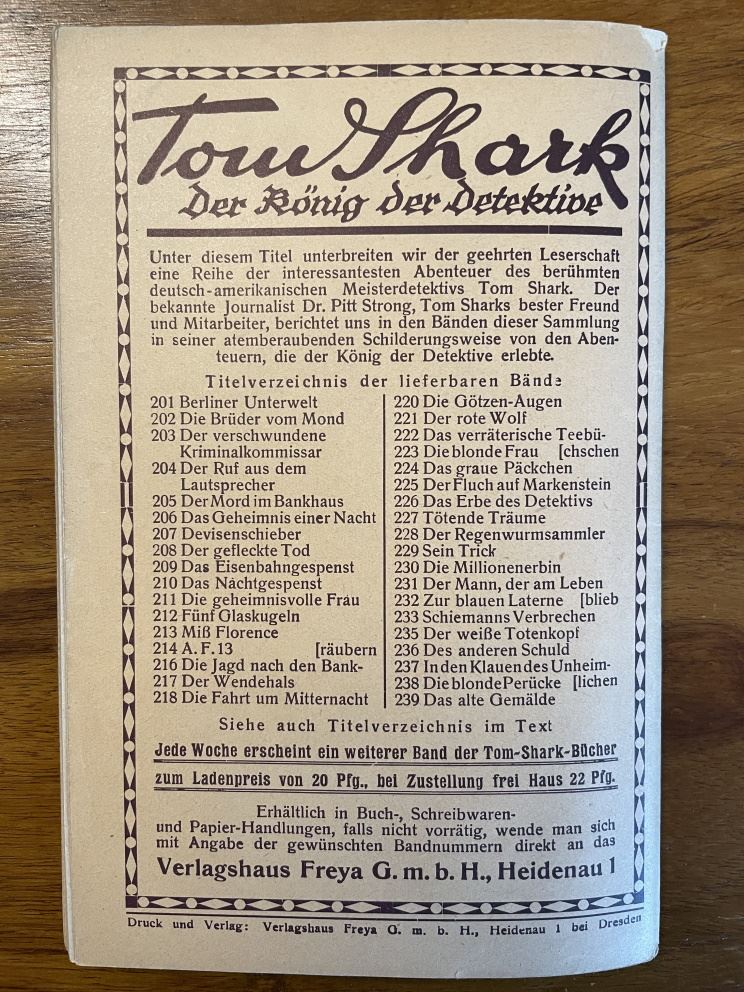 Tom Shark
Der König der Detektive
Unter diesem Titel unterbreiten wir der geehrten Leserschaft
eine Reihe der interessantesten Abenteuer des berühmten
deutsch-amerikanischen Meisterdetektivs Tom Shark. Der
bekannte Journalist Dr. Pitt Strong, Tom Sharks bester Freund
und Mitarbeiter, berichtet uns in den Bänden dieser Sammlung
in seiner atemberaubenden Schilderungsweise von den Aben-
teuern, die der König der Detektive erlebte.
Titelverzeichnis der lieferbaren Bände
201 Berliner Unterwelt
202 Die Brüder vom Mond
203 Der verschwundene
Kriminalkommissar
204 Der Ruf aus dem
Lautsprecher
205 Der Mord im Bankhaus
206 Das Geheimnis einer Nacht
207 Devisenschieber
208 Der gefleckte Tod
209 Das Eisenbahngespenst
210 Das Nachtgespenst
211 Die geheimnisvolle Frau
212 Fünf Glaskugeln
213 Miß Florence
214 A. F. 13 [räubern
216 Die Jagd nach den Bank-
217 Der Wendehals
218 Die Fahrt um Mitternacht
220 Die Götzen-Augen
221 Der rote Wolf
222 Das verräterische Teebü-
223 Die blonde Frau [chschen
224 Das graue Päckchen
225 Der Fluch auf Markenstein
226 Das Erbe des Detektivs
227 Tötende Träume
228 Der Regenwurmsammler
229 Sein Trick
230 Die Millionenerbin
231 Der Mann, der am Leben
232 Zur blauen Laterne [blieb
233 Schiemanns Verbrechen
235 Der weiße Totenkopf
236 Des anderen Schuld
237 In den Klauen des Unheim-
238 Die blonde Perücke [lichen
239 Das alte Gemälde
Siehe auch Titelverzeichnis im Text
Jede Woche erscheint ein weiterer Band der Tom-Shark-Bücher
zum Ladenpreis von 20 Pfg., bei Zustellung frei Haus 22 Pfg.
Erhältlich in Buch-, Schreibwaren-
und Papier-Handlungen, falls nicht vorrätig, wende man sich
mit Angabe der gewünschten Bandnummern direkt an das
Verlagshaus Freya G. m. b. H., Heidenau 1
Druck und Verlag: Verlagshaus Freya G. m. b. H., Heidenau 1 bei Dresden